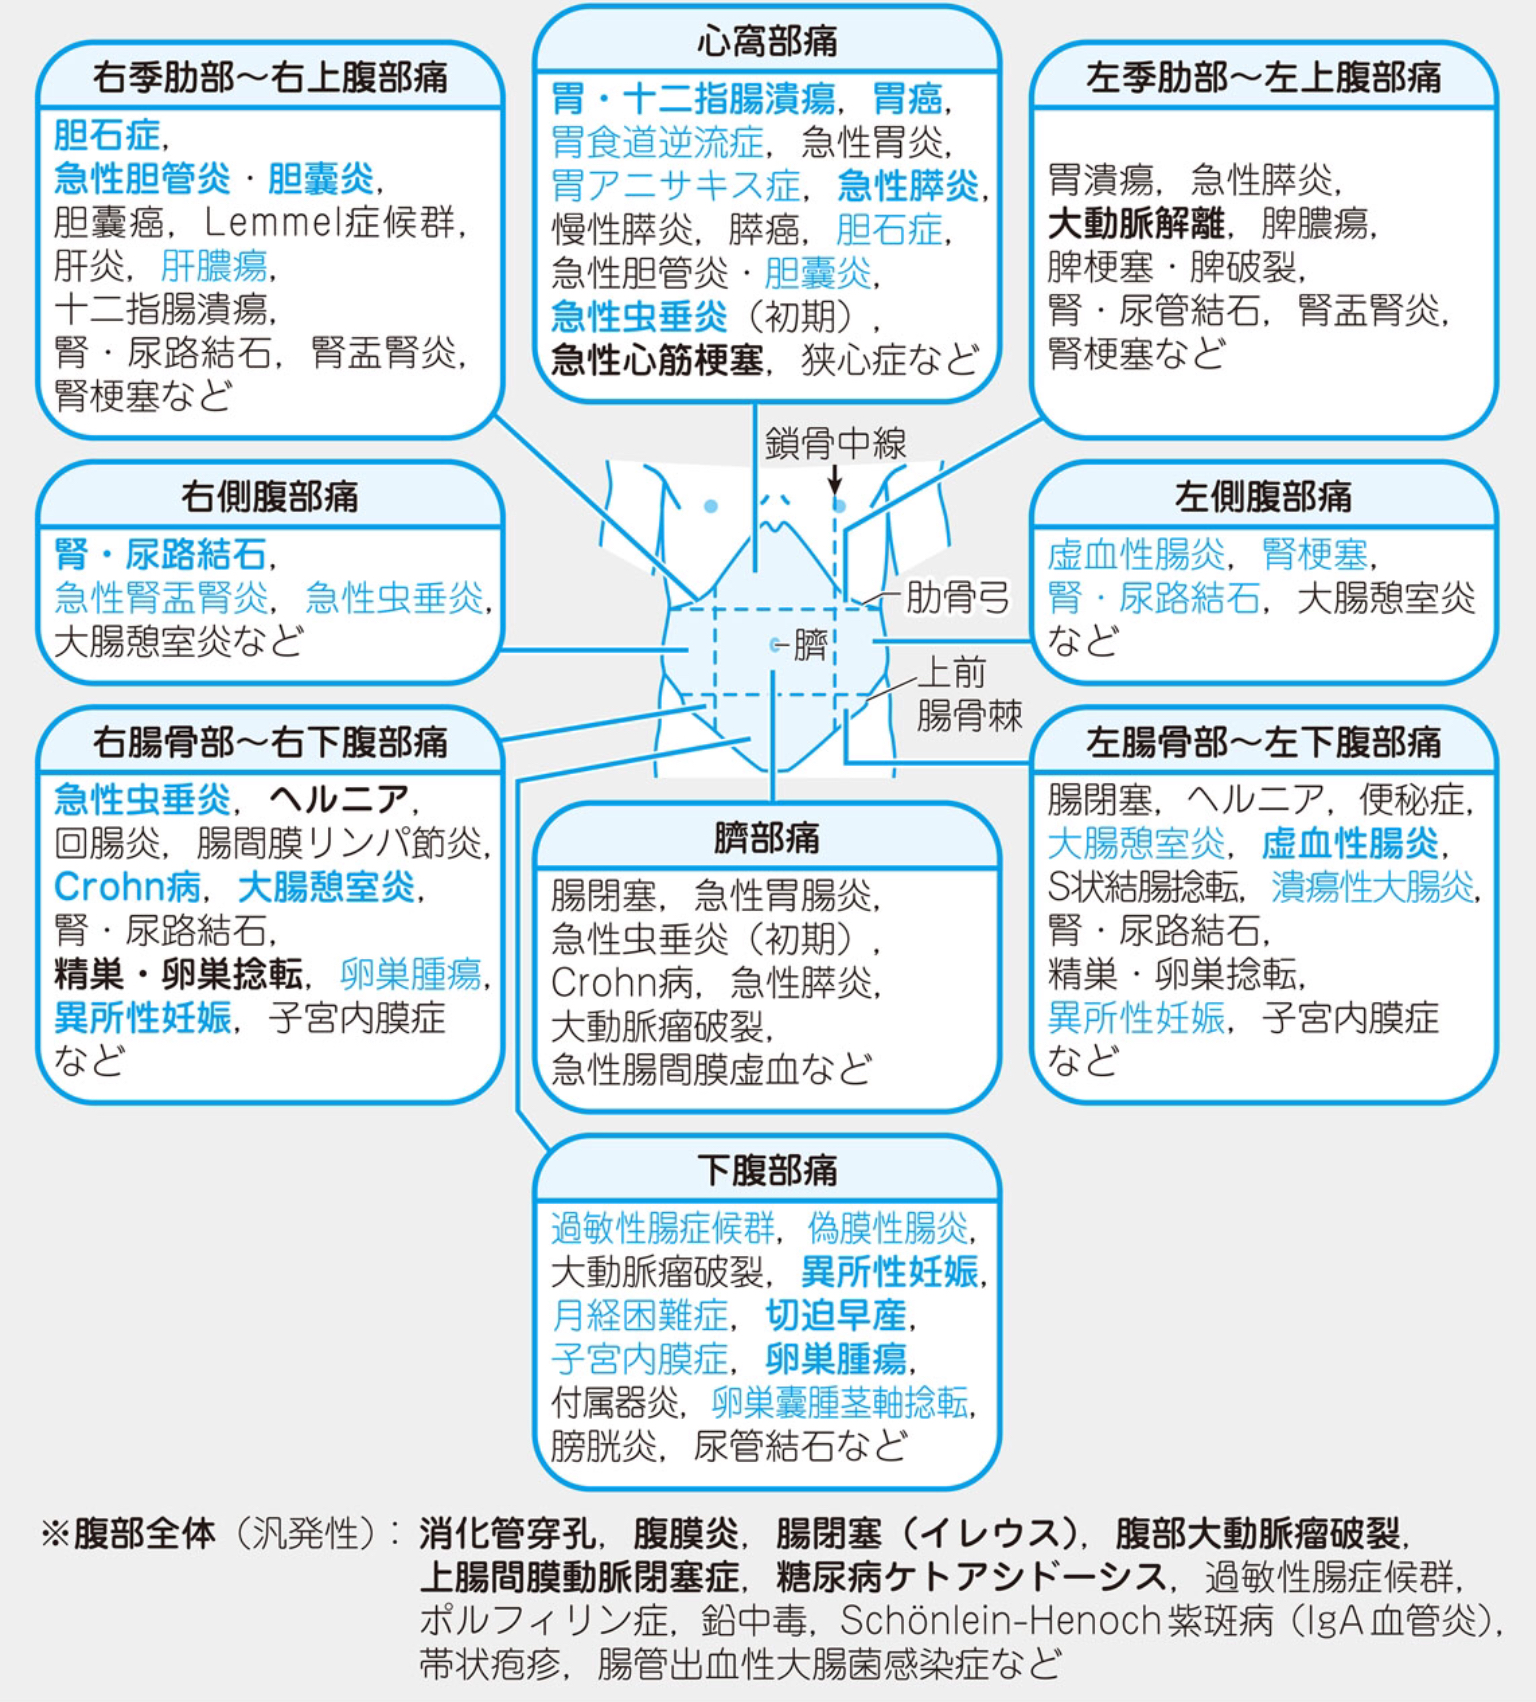 心窩部痛
胃・十二指腸潰瘍，胃癌，
胃食道逆流症，急性胃炎，
胃アニサキス症，急性膵炎，
慢性膵炎，膵癌，胆石症，
急性胆管炎・胆囊炎，
急性虫垂炎（初期），
急性心筋梗塞，狭心症など
右季肋部〜右上腹部痛
胆石症，
急性胆管炎・胆囊炎，
胆囊癌，Lemmel症候群，
肝炎，肝膿瘍，
十二指腸潰瘍，
腎・尿路結石，腎盂腎炎，
腎梗塞など
左季肋部〜左上腹部痛
胃潰瘍，急性膵炎，
大動脈解離，脾膿瘍，
脾梗塞・脾破裂，
腎・尿管結石，腎盂腎炎，
腎梗塞など
鎖骨中線
肋骨弓
臍
上前
腸骨棘
右側腹部痛
腎・尿路結石，
急性腎盂腎炎，急性虫垂炎，
大腸憩室炎など
左側腹部痛
虚血性腸炎，腎梗塞，
腎・尿路結石，大腸憩室炎
など
右腸骨部〜右下腹部痛
急性虫垂炎，ヘルニア，
回腸炎，腸間膜リンパ節炎，
Crohn病，大腸憩室炎，
腎・尿路結石，
精巣・卵巣捻転，卵巣腫瘍，
異所性妊娠，子宮内膜症
など
臍部痛
腸閉塞，急性胃腸炎，
急性虫垂炎（初期），
Crohn病，急性膵炎，
大動脈瘤破裂，
急性腸間膜虚血など
左腸骨部〜左下腹部痛
腸閉塞，ヘルニア，便秘症，
大腸憩室炎，虚血性腸炎，
S状結腸捻転，潰瘍性大腸炎，
腎・尿路結石，
精巣・卵巣捻転，
異所性妊娠，子宮内膜症
など
下腹部痛
過敏性腸症候群，偽膜性腸炎，
大動脈瘤破裂，異所性妊娠，
月経困難症，切迫早産，
子宮内膜症，卵巣腫瘍，
付属器炎，卵巣囊腫茎軸捻転，
膀胱炎，尿管結石など
※腹部全体（汎発性）：消化管穿孔，腹膜炎，腸閉塞（イレウス），腹部大動脈瘤破裂，
上腸間膜動脈閉塞症，糖尿病ケトアシドーシス，過敏性腸症候群，
ポルフィリン症，鉛中毒，Schönlein-Henoch紫斑病（IgA血管炎），
帯状疱疹，腸管出血性大腸菌感染症など